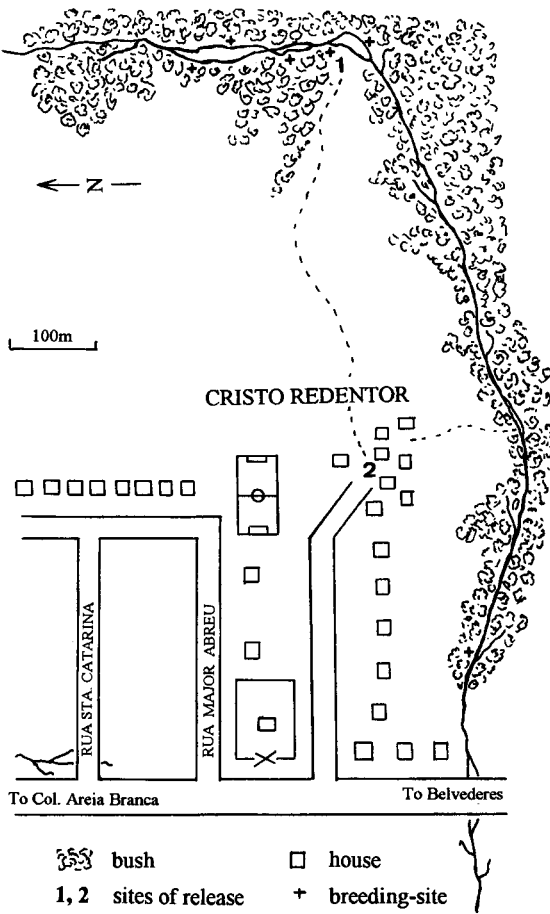 1
N
100m
CRISTO REDENTOR
2
RUA STA. CATARINA
RUA MAJOR ABREU
To Col. Areia Branca
To Belvederes
bush
house
1, 2 sites of release
+ breeding-site